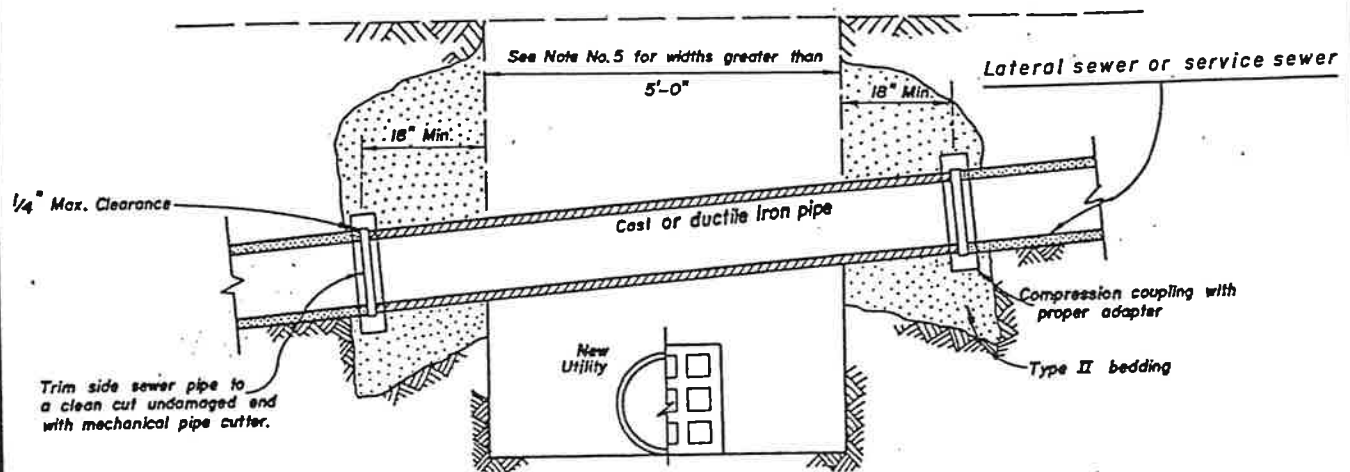 See Note No. 5 for widths greater than
5'-0"
Lateral sewer or service sewer
18" Min.
18" Min.
1/4" Max. Clearance
Cast or ductile Iron pipe
Compression coupling with
proper adapter
New
Utility
Type II bedding
Trim side sewer pipe to
a clean cut undamaged end
with mechanical pipe cutter.